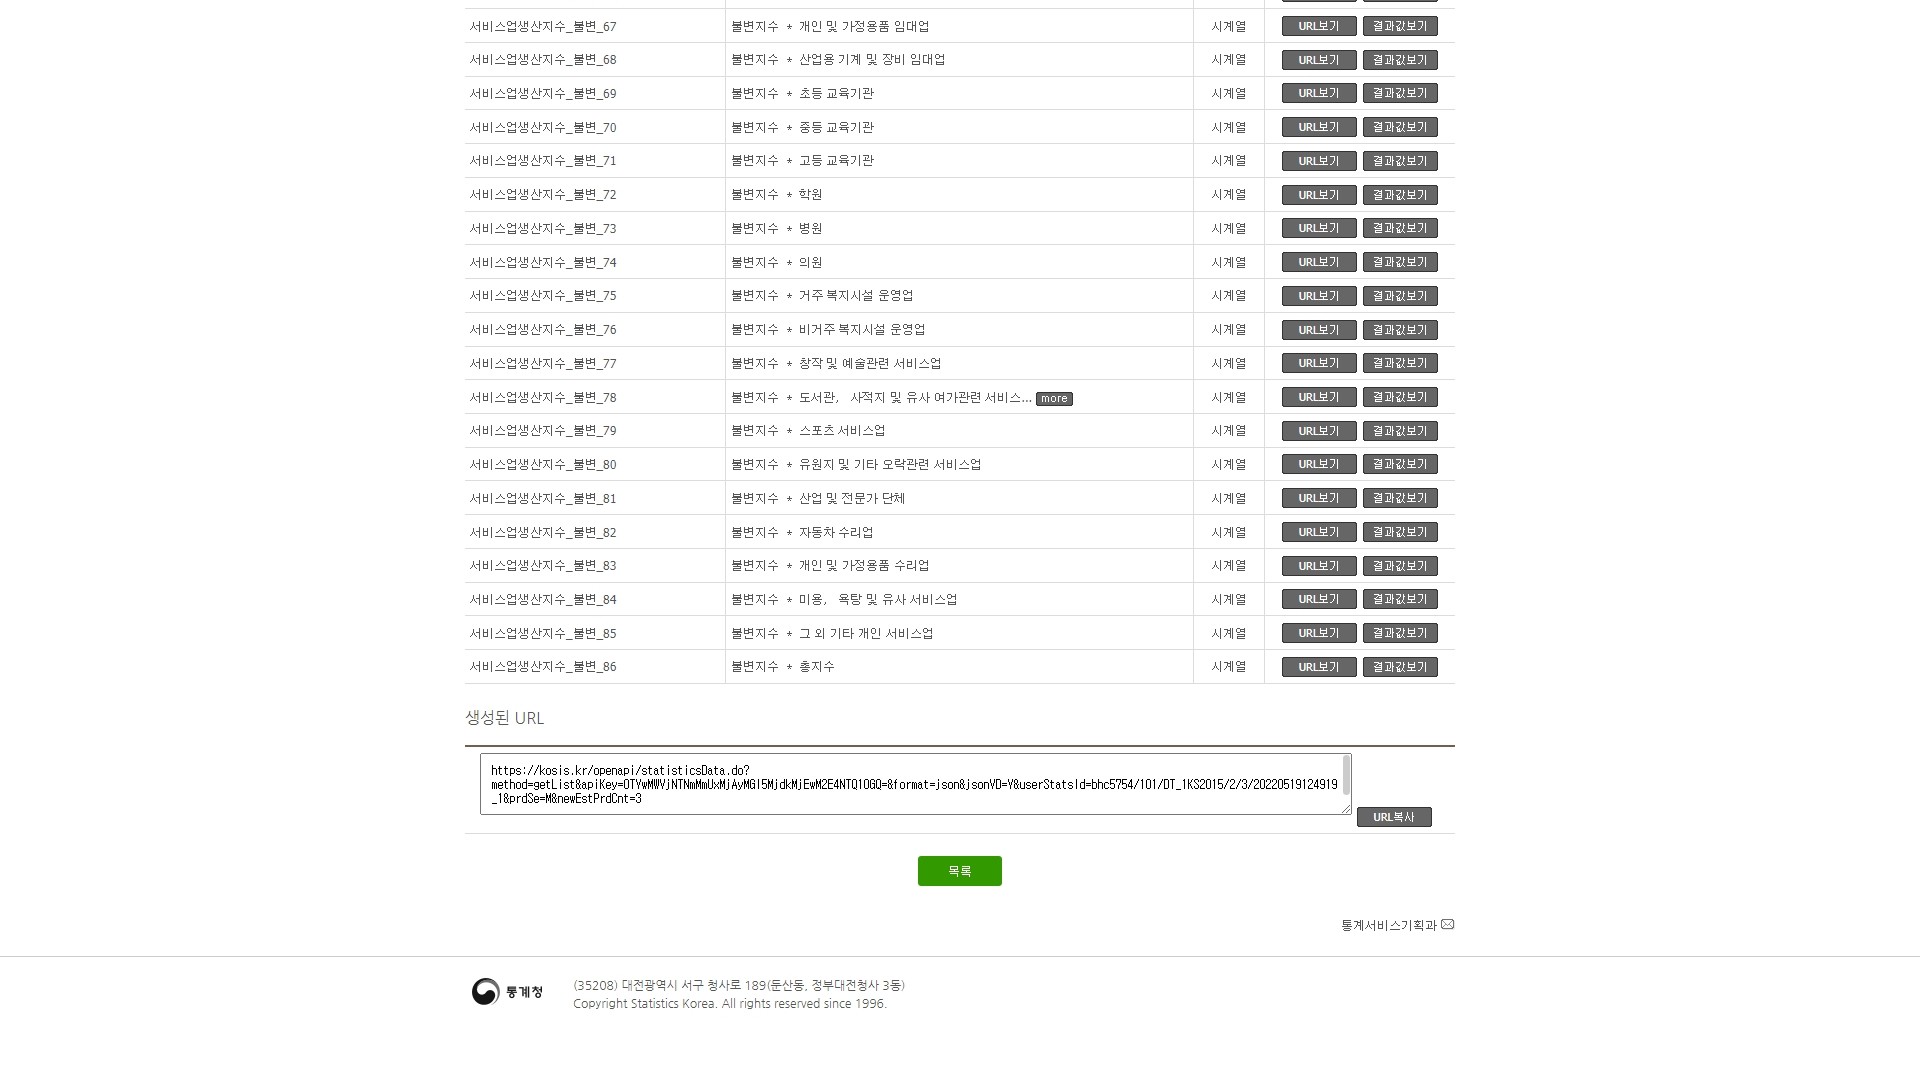 서비스업생산지수_불변_67 불변지수 * 개인 및 가정용품 임대업 시계열 URL보기 결과값보기
서비스업생산지수_불변_68 불변지수 * 산업용 기계 및 장비 임대업 시계열 URL보기 결과값보기
서비스업생산지수_불변_69 불변지수 * 초등 교육기관 시계열 URL보기 결과값보기
서비스업생산지수_불변_70 불변지수 * 중등 교육기관 시계열 URL보기 결과값보기
서비스업생산지수_불변_71 불변지수 * 고등 교육기관 시계열 URL보기 결과값보기
서비스업생산지수_불변_72 불변지수 * 학원 시계열 URL보기 결과값보기
서비스업생산지수_불변_73 불변지수 * 병원 시계열 URL보기 결과값보기
서비스업생산지수_불변_74 불변지수 * 의원 시계열 URL보기 결과값보기
서비스업생산지수_불변_75 불변지수 * 거주 복지시설 운영업 시계열 URL보기 결과값보기
서비스업생산지수_불변_76 불변지수 * 비거주 복지시설 운영업 시계열 URL보기 결과값보기
서비스업생산지수_불변_77 불변지수 * 창작 및 예술관련 서비스업 시계열 URL보기 결과값보기
서비스업생산지수_불변_78 불변지수 * 도서관, 사적지 및 유사 여가관련 서비스... more 시계열 URL보기 결과값보기
서비스업생산지수_불변_79 불변지수 * 스포츠 서비스업 시계열 URL보기 결과값보기
서비스업생산지수_불변_80 불변지수 * 유원지 및 기타 오락관련 서비스업 시계열 URL보기 결과값보기
서비스업생산지수_불변_81 불변지수 * 산업 및 전문가 단체 시계열 URL보기 결과값보기
서비스업생산지수_불변_82 불변지수 * 자동차 수리업 시계열 URL보기 결과값보기
서비스업생산지수_불변_83 불변지수 * 개인 및 가정용품 수리업 시계열 URL보기 결과값보기
서비스업생산지수_불변_84 불변지수 * 미용, 욕탕 및 유사 서비스업 시계열 URL보기 결과값보기
서비스업생산지수_불변_85 불변지수 * 그 외 기타 개인 서비스업 시계열 URL보기 결과값보기
서비스업생산지수_불변_86 불변지수 * 총지수 시계열 URL보기 결과값보기
생성된 URL
https://kosis.kr/openapi/statisticsData.do?
method=getList&apiKey=OTYwMWVjNTNmMmUxMjAyMGI5MjdkMjEwM2E4NTQ1OGQ=&format=json&jsonVD=Y&userStatsId=bhc5754/101/DT_1KS2015/2/3/20220519124919
_1&prdSe=M&newEstPrdCnt=3
URL복사
목록
통계서비스기획과
통계청
(35208) 대전광역시 서구 청사로 189(둔산동, 정부대전청사 3동)
Copyright Statistics Korea. All rights reserved since 1996.